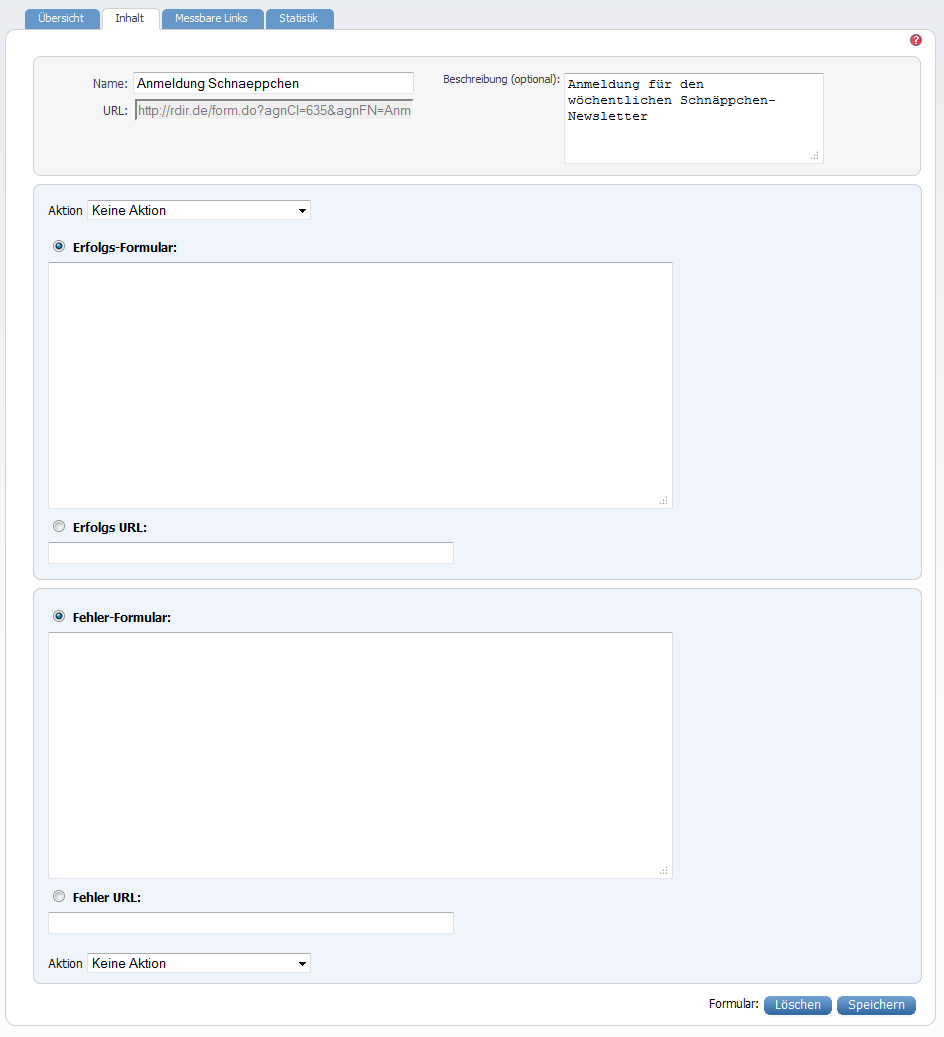 Übersicht Inhalt Messbare Links Statistik
?
Name: Anmeldung Schnaeppchen
URL: http://rdir.de/form.do?agnCI=635&agnFN=Anm
Beschreibung (optional):
Anmeldung für den
wöchentlichen Schnäppchen-
Newsletter
Aktion Keine Aktion
Erfolgs-Formular:
Erfolgs URL:
Fehler-Formular:
Fehler URL:
Aktion Keine Aktion
Formular: Löschen Speichern